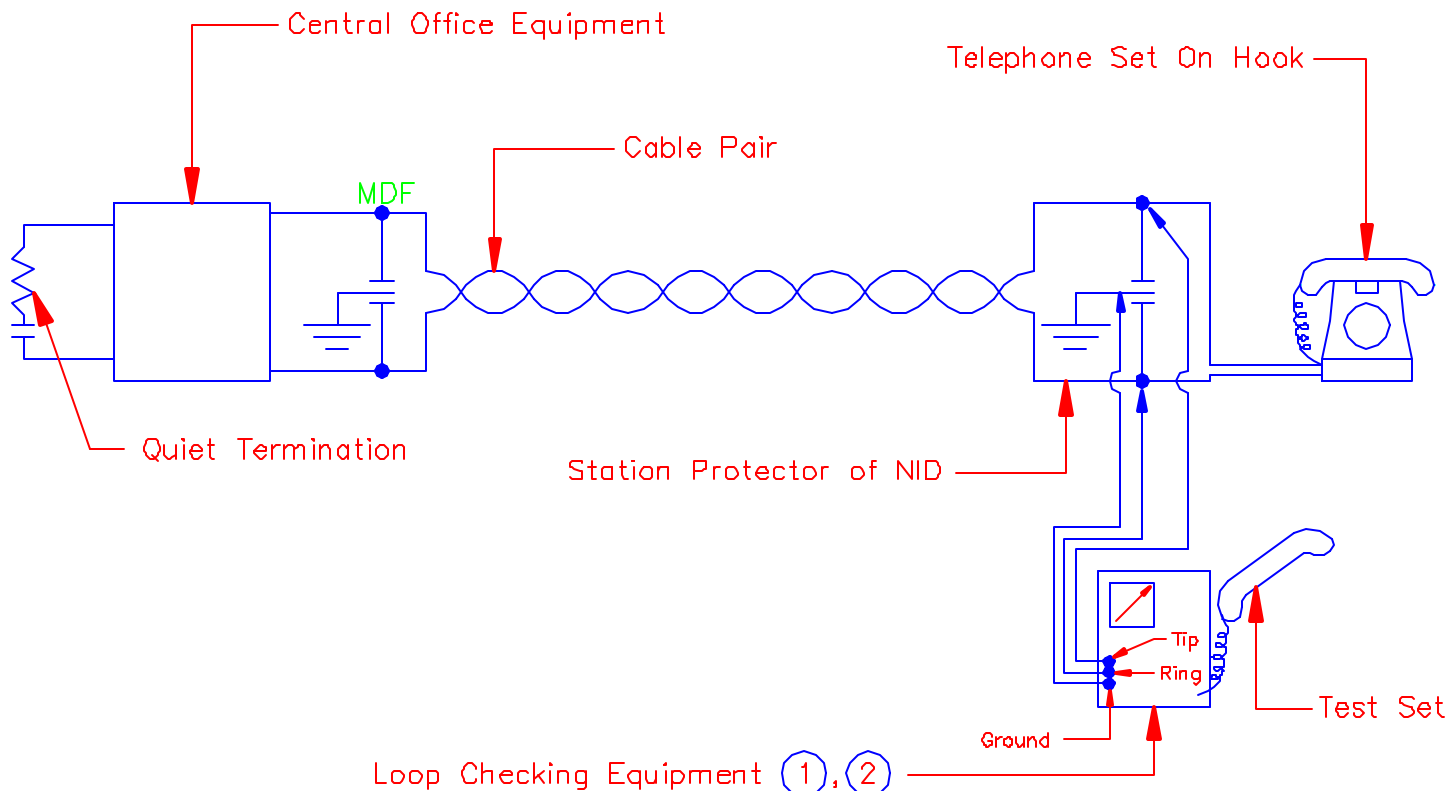 Central Office Equipment
Telephone Set On Hook
Cable Pair
MDF
Quiet Termination
Station Protector of NID
Tip
Ring
Test Set
Ground
Loop Checking Equipment 1, 2